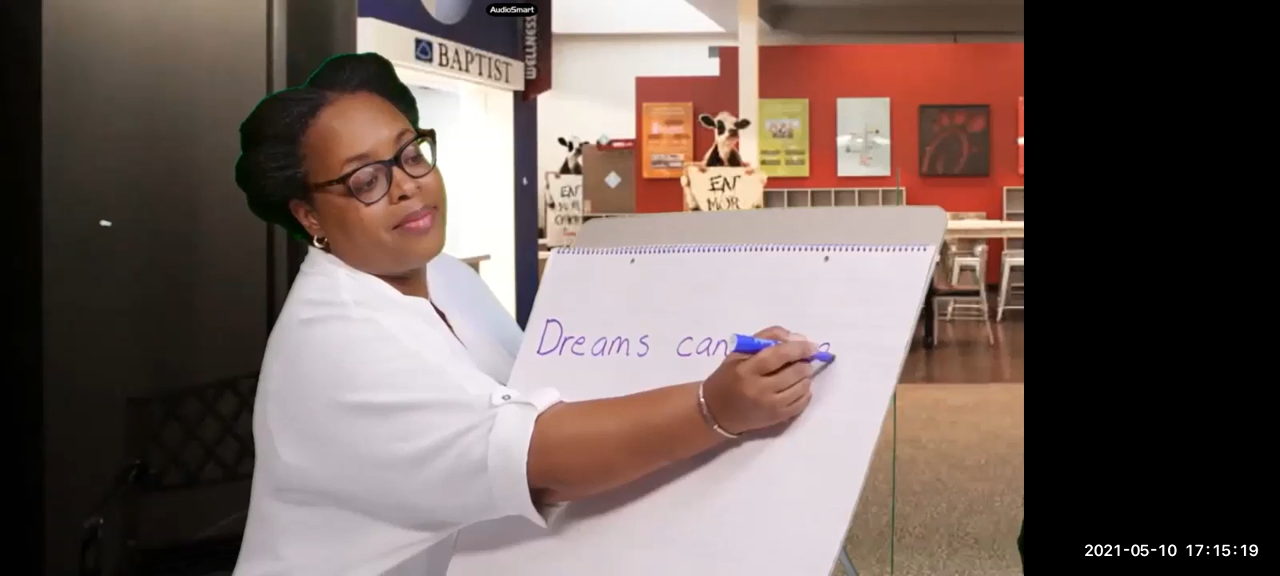 AudioSmart
BAPTIST
WELLNESS
EAT
MOR
Dreams can
2021-05-10 17:15:19